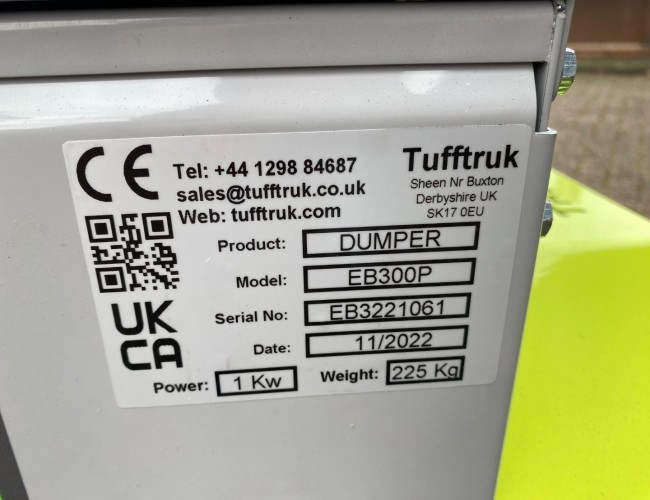 CE
Tel: +44 1298 84687
sales@tufftruk.co.uk
Web: tufftruk.com
Tufftruk
Sheen Nr Buxton
Derbyshire UK
SK17 0EU
Product: DUMPER
Model: EB300P
UK
CA
Serial No: EB3221061
Date: 11/2022
Power: 1 Kw Weight: 225 Kg